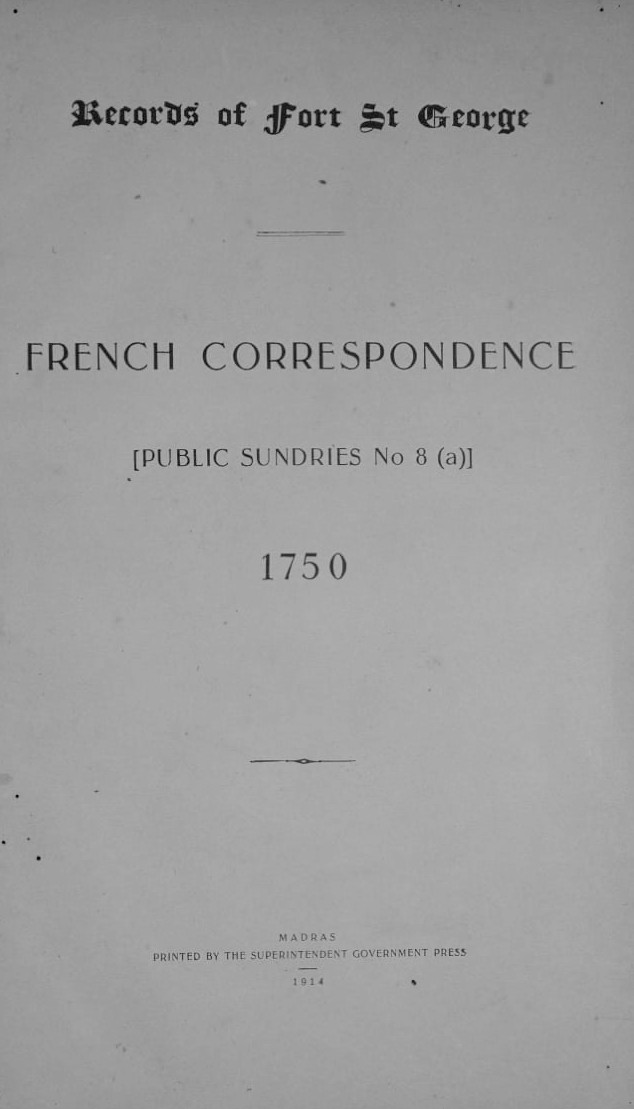 Records of Fort St George
FRENCH CORRESPONDENCE
[PUBLIC SUNDRIES No 8 (a)]
1750
MADRAS
PRINTED BY THE SUPERINTENDENT GOVERNMENT PRESS
1914